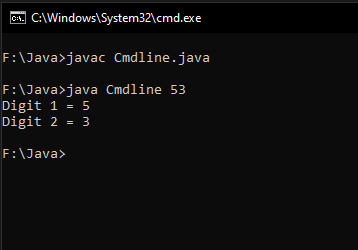 C:\Windows\System32\cmd.exe
F:\Java>javac Cmdline.java
F:\Java>java Cmdline 53
Digit 1 = 5
Digit 2 = 3
F:\Java>